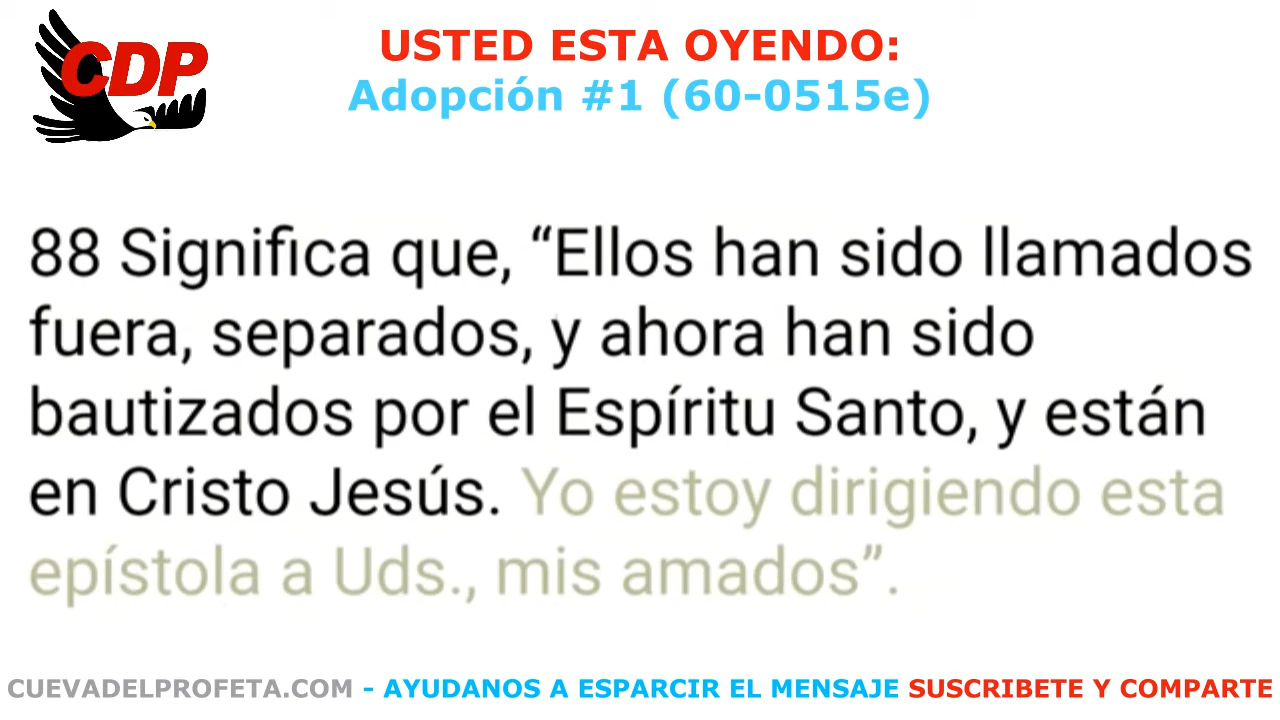 CDP
USTED ESTA OYENDO:
Adopción #1 (60-0515e)
88 Significa que, “Ellos han sido llamados
fuera, separados, y ahora han sido
bautizados por el Espíritu Santo, y están
en Cristo Jesús. Yo estoy dirigiendo esta
epístola a Uds., mis amados”.
CUEVADELPROFETA.COM - AYUDANOS A ESPARCIR EL MENSAJE SUSCRIBETE Y COMPARTE